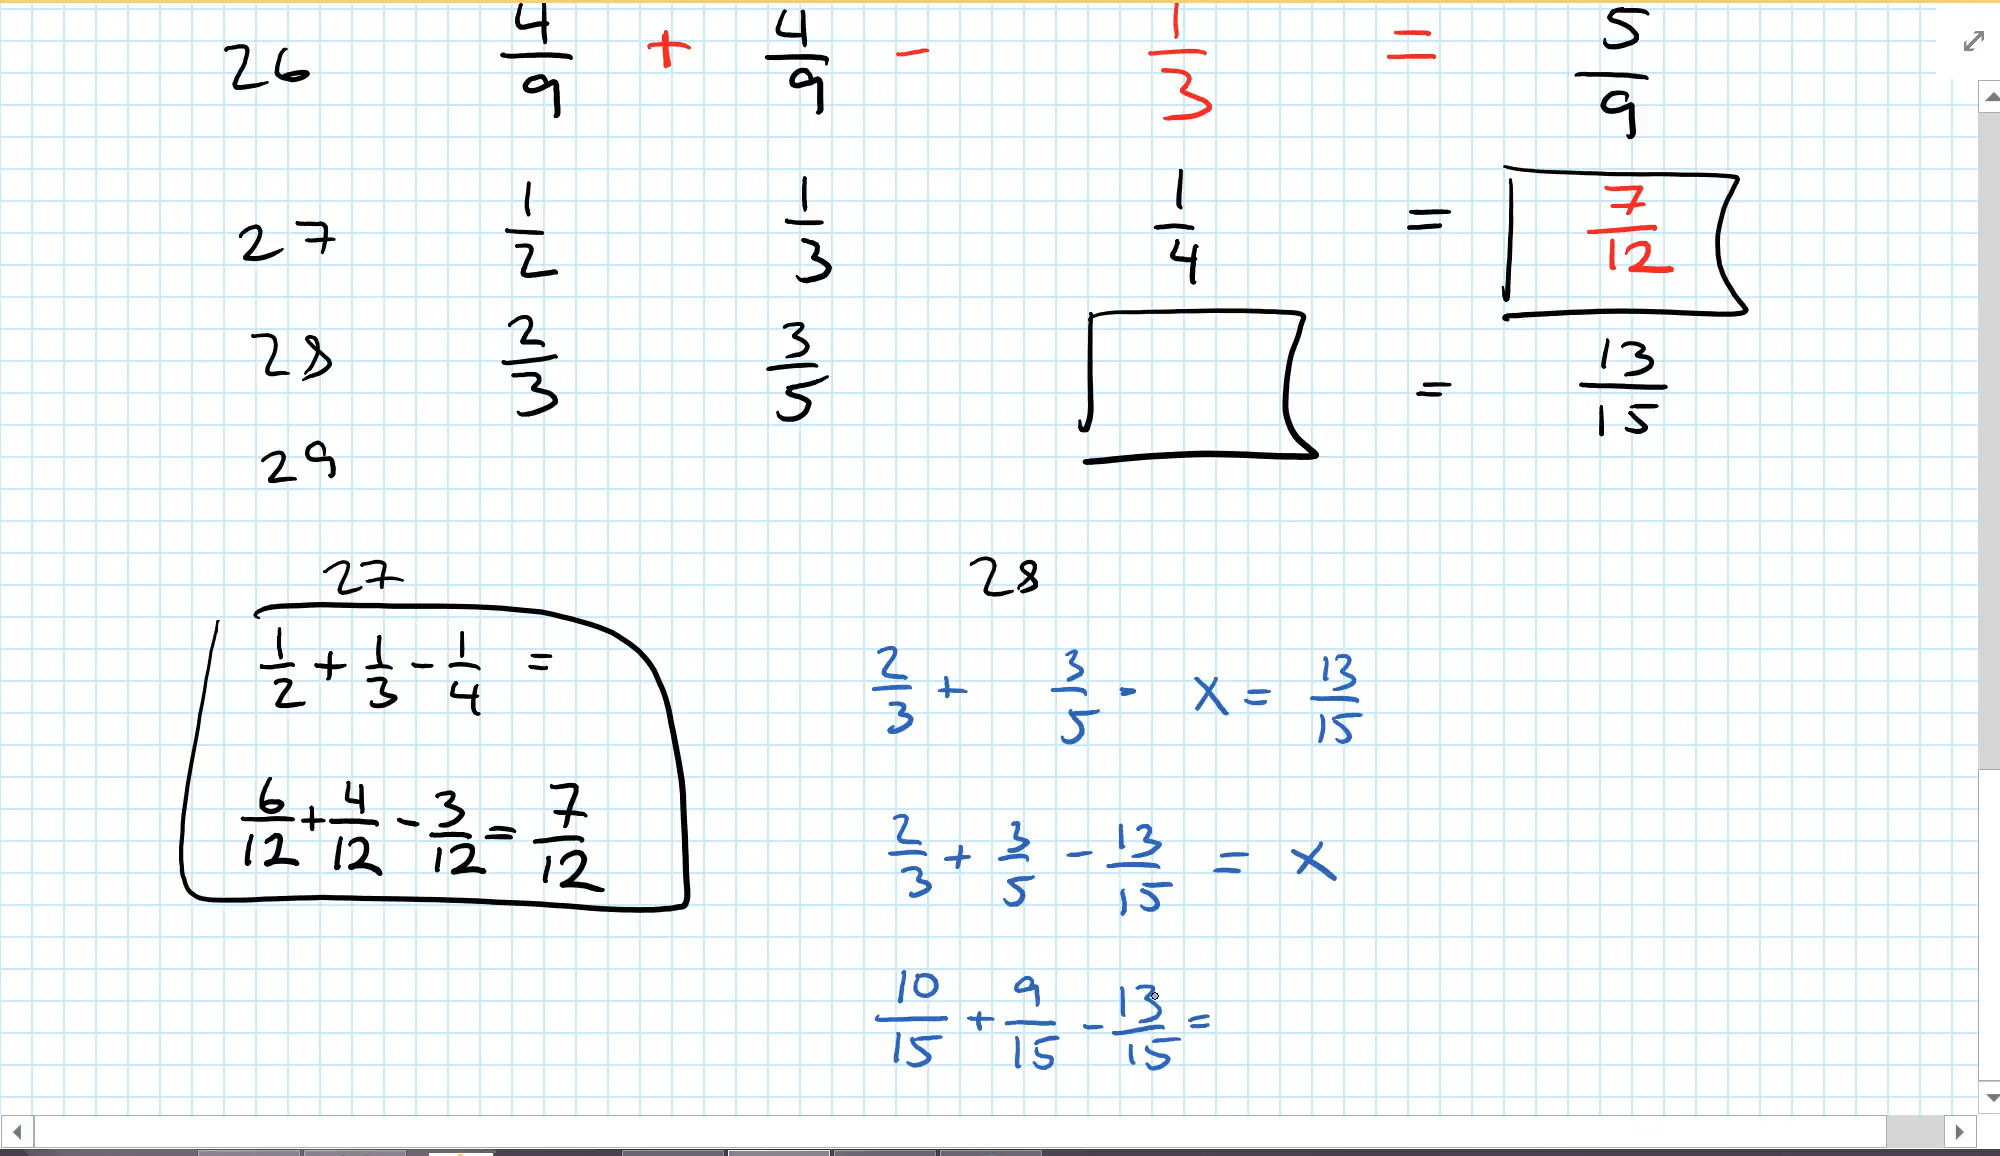 26 4/9 + 4/9 - 1/3 = 5/9
27 1/2 1/3 1/4 = 7/12
28 2/3 3/5 = 13/15
29
27
1/2 + 1/3 - 1/4 =
6/12 + 4/12 - 3/12 = 7/12
28
2/3 + 3/5 - x = 13/15
2/3 + 3/5 - 13/15 = x
10/15 + 9/15 - 13/15 =